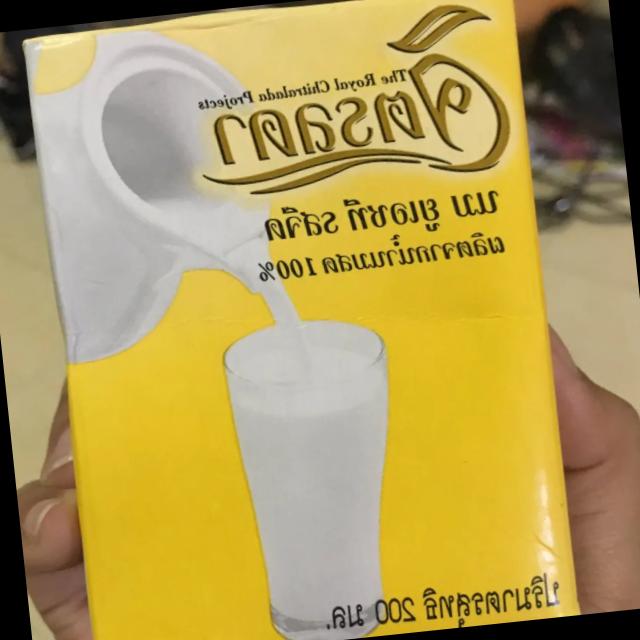 The Royal Chitralada Projects
จิตรลดา
นม ยู เอช ที รสจืด
ผลิตจากน้ำนมสด 100%
ปริมาตรสุทธิ 200 มล.